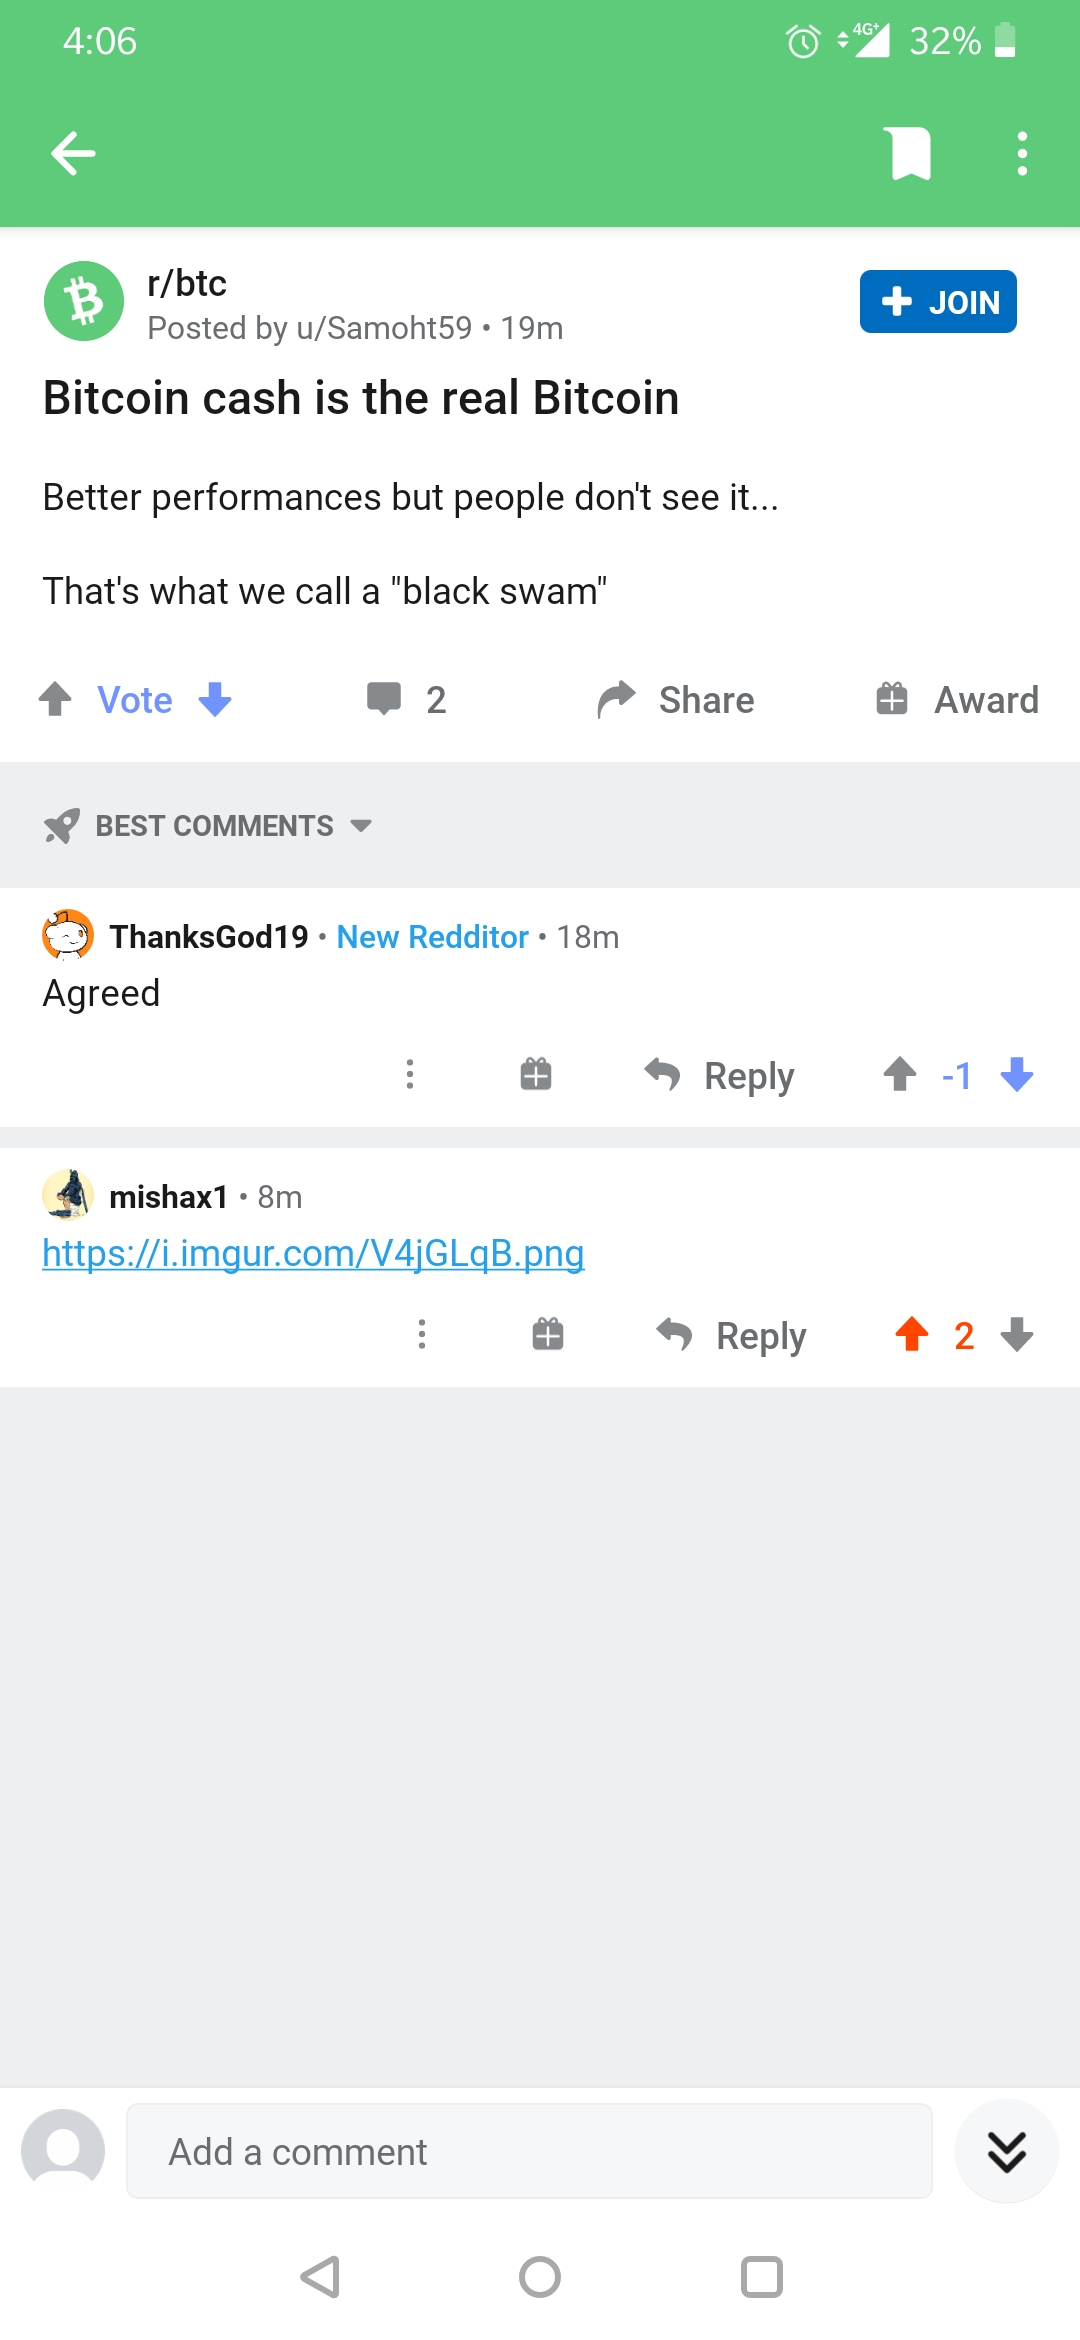 4:06
4G+ 32%
r/btc
Posted by u/Samoht59 • 19m
JOIN
Bitcoin cash is the real Bitcoin
Better performances but people don't see it...
That's what we call a "black swam"
Vote 2 Share Award
BEST COMMENTS
ThanksGod19 • New Redditor • 18m
Agreed
Reply -1
mishax1 • 8m
https://i.imgur.com/V4jGLqB.png
Reply 2
Add a comment